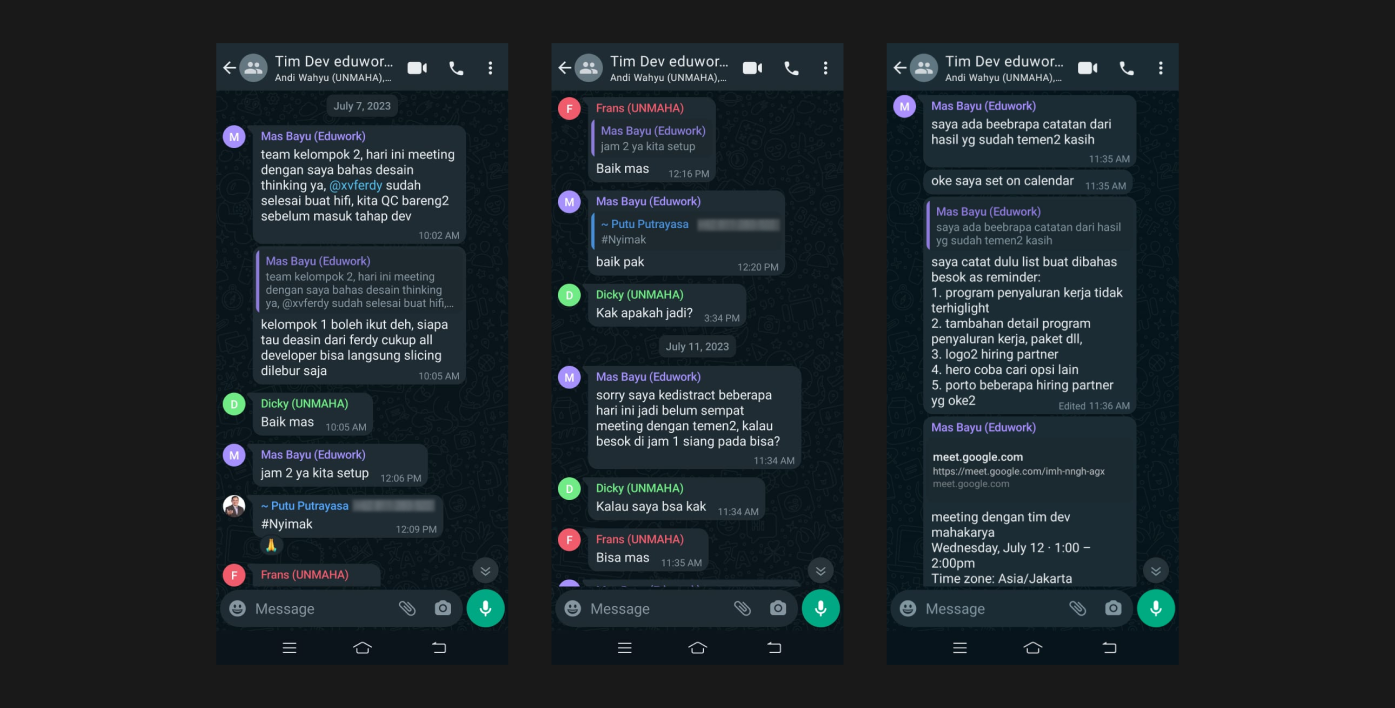 Tim Dev eduwor...
Andi Wahyu (UNMAHA),...
July 7, 2023
M
Mas Bayu (Eduwork)
team kelompok 2, hari ini meeting
dengan saya bahas desain
thinking ya, @xvferdy sudah
selesai buat hifi, kita QC bareng2
sebelum masuk tahap dev
10:02 AM
Mas Bayu (Eduwork)
team kelompok 2, hari ini meeting
dengan saya bahas desain thinking
ya, @xvferdy sudah selesai buat hifi,...
kelompok 1 boleh ikut deh, siapa
tau deasin dari ferdy cukup all
developer bisa langsung slicing
dilebur saja
10:05 AM
D
Dicky (UNMAHA)
Baik mas 10:05 AM
M
Mas Bayu (Eduwork)
jam 2 ya kita setup 12:06 PM
~ Putu Putrayasa
#Nyimak 12:09 PM
F
Frans (UNMAHA)
Message
Tim Dev eduwor...
Andi Wahyu (UNMAHA),...
F
Frans (UNMAHA)
Mas Bayu (Eduwork)
jam 2 ya kita setup
Baik mas 12:16 PM
M
Mas Bayu (Eduwork)
~ Putu Putrayasa
#Nyimak
baik pak 12:20 PM
D
Dicky (UNMAHA)
Kak apakah jadi? 3:34 PM
July 11, 2023
M
Mas Bayu (Eduwork)
sorry saya kedistract beberapa
hari ini jadi belum sempat
meeting dengan temen2, kalau
besok di jam 1 siang pada bisa?
11:34 AM
D
Dicky (UNMAHA)
Kalau saya bsa kak 11:34 AM
F
Frans (UNMAHA)
Bisa mas 11:35 AM
Message
Tim Dev eduwor...
Andi Wahyu (UNMAHA),...
M
Mas Bayu (Eduwork)
saya ada beebrapa catatan dari
hasil yg sudah temen2 kasih
11:35 AM
oke saya set on calendar 11:35 AM
Mas Bayu (Eduwork)
saya ada beebrapa catatan dari hasil
yg sudah temen2 kasih
saya catat dulu list buat dibahas
besok as reminder:
1. program penyaluran kerja tidak
terhiglight
2. tambahan detail program
penyaluran kerja, paket dll,
3. logo2 hiring partner
4. hero coba cari opsi lain
5. porto beberapa hiring partner
yg oke2
Edited 11:36 AM
Mas Bayu (Eduwork)
meet.google.com
https://meet.google.com/imh-nngh-agx
meet.google.com
meeting dengan tim dev
mahakarya
Wednesday, July 12 · 1:00 –
2:00pm
Time zone: Asia/Jakarta
Message